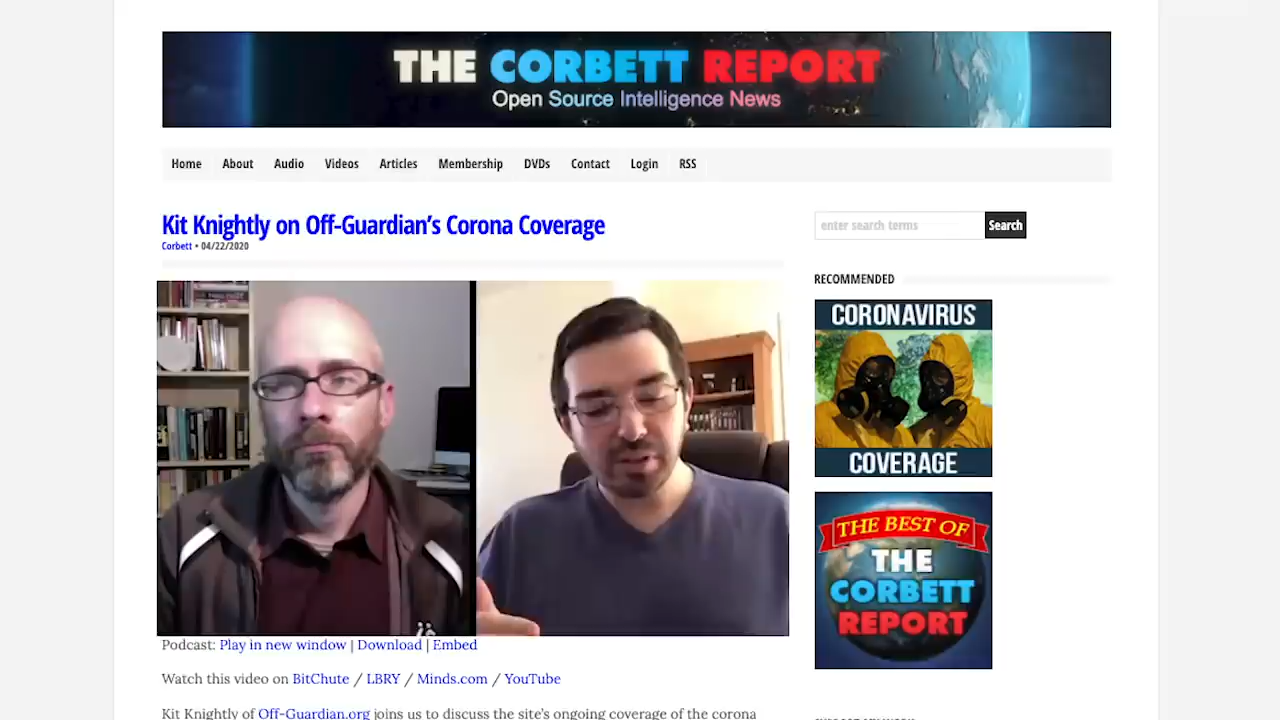 THE CORBETT REPORT
Open Source Intelligence News
Home About Audio Videos Articles Membership DVDs Contact Login RSS
Kit Knightly on Off-Guardian's Corona Coverage
Corbett • 04/22/2020
enter search terms Search
RECOMMENDED
CORONAVIRUS
COVERAGE
THE BEST OF
THE
CORBETT
REPORT
Podcast: Play in new window | Download | Embed
Watch this video on BitChute / LBRY / Minds.com / YouTube
Kit Knightly of Off-Guardian.org joins us to discuss the site's ongoing coverage of the corona